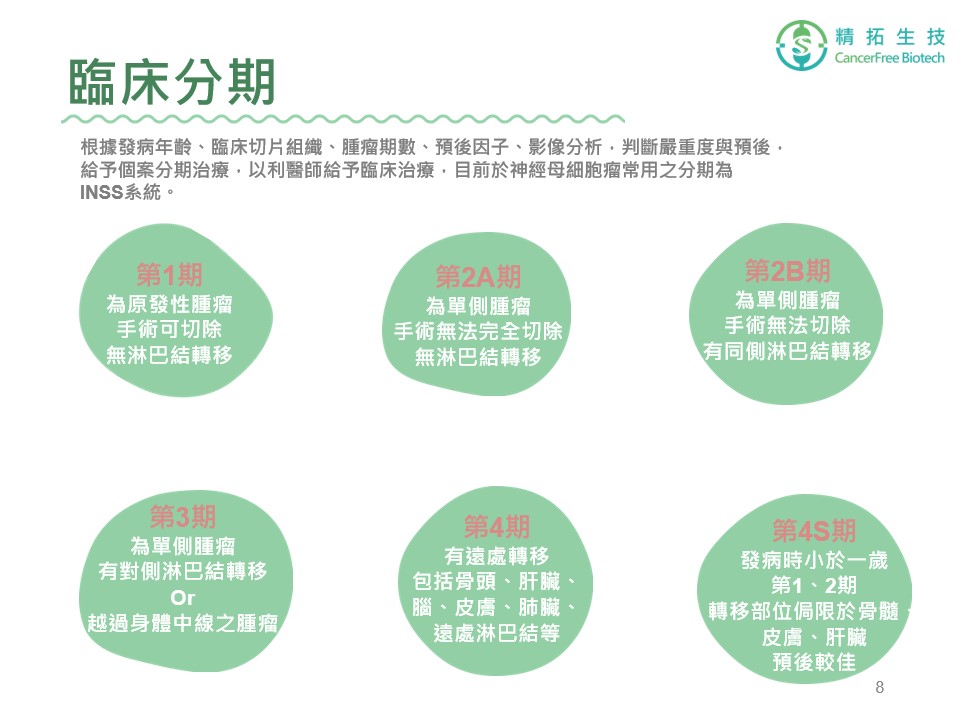 精拓生技
CancerFree Biotech
臨床分期
根據發病年齡、臨床切片組織、腫瘤期數、預後因子、影像分析，判斷嚴重度與預後，
給予個案分期治療，以利醫師給予臨床治療，目前於神經母細胞瘤常用之分期為
INSS系統。
第1期
為原發性腫瘤
手術可切除
無淋巴結轉移
第2A期
為單側腫瘤
手術無法完全切除
無淋巴結轉移
第2B期
為單側腫瘤
手術無法切除
有同側淋巴結轉移
第3期
為單側腫瘤
有對側淋巴結轉移
Or
越過身體中線之腫瘤
第4期
有遠處轉移
包括骨頭、肝臟、
腦、皮膚、肺臟、
遠處淋巴結等
第4S期
發病時小於一歲
第1、2期
轉移部位侷限於骨髓、
皮膚、肝臟
預後較佳
8